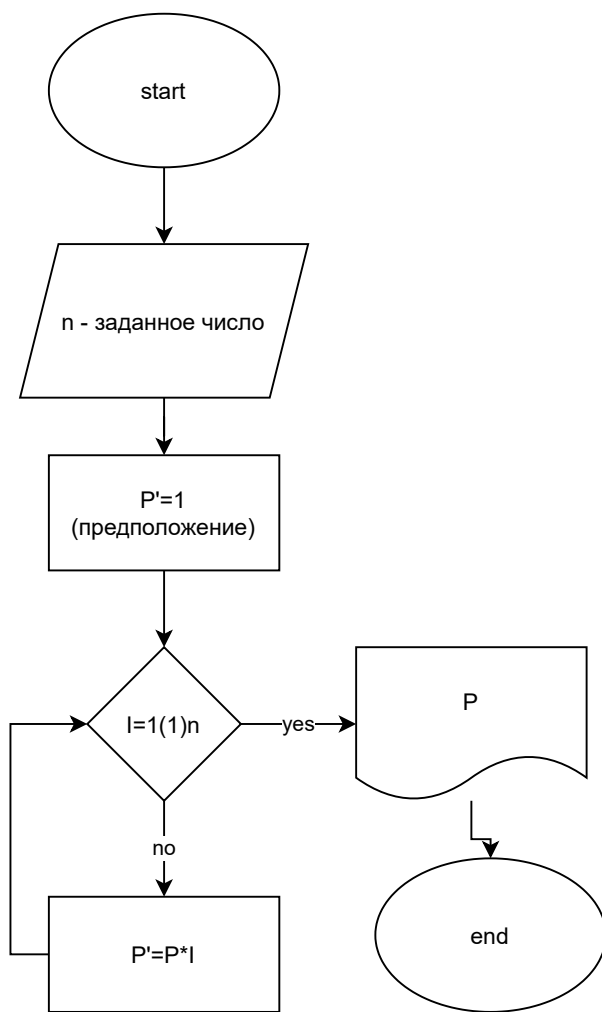 start
n - заданное число
P'=1
(предположение)
I=1(1)n
yes
P
no
P'=P*I
end